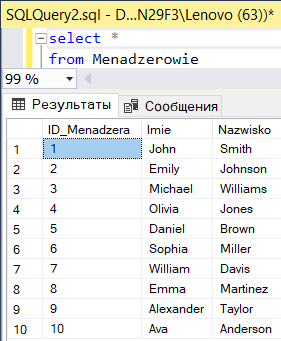 SQLQuery2.sql - D...N29F3\Lenovo (63))*
select *
from Menadzerowie
99 %
Результаты Сообщения
ID_Menadzera Imie Nazwisko
1 1 John Smith
2 2 Emily Johnson
3 3 Michael Williams
4 4 Olivia Jones
5 5 Daniel Brown
6 6 Sophia Miller
7 7 William Davis
8 8 Emma Martinez
9 9 Alexander Taylor
10 10 Ava Anderson